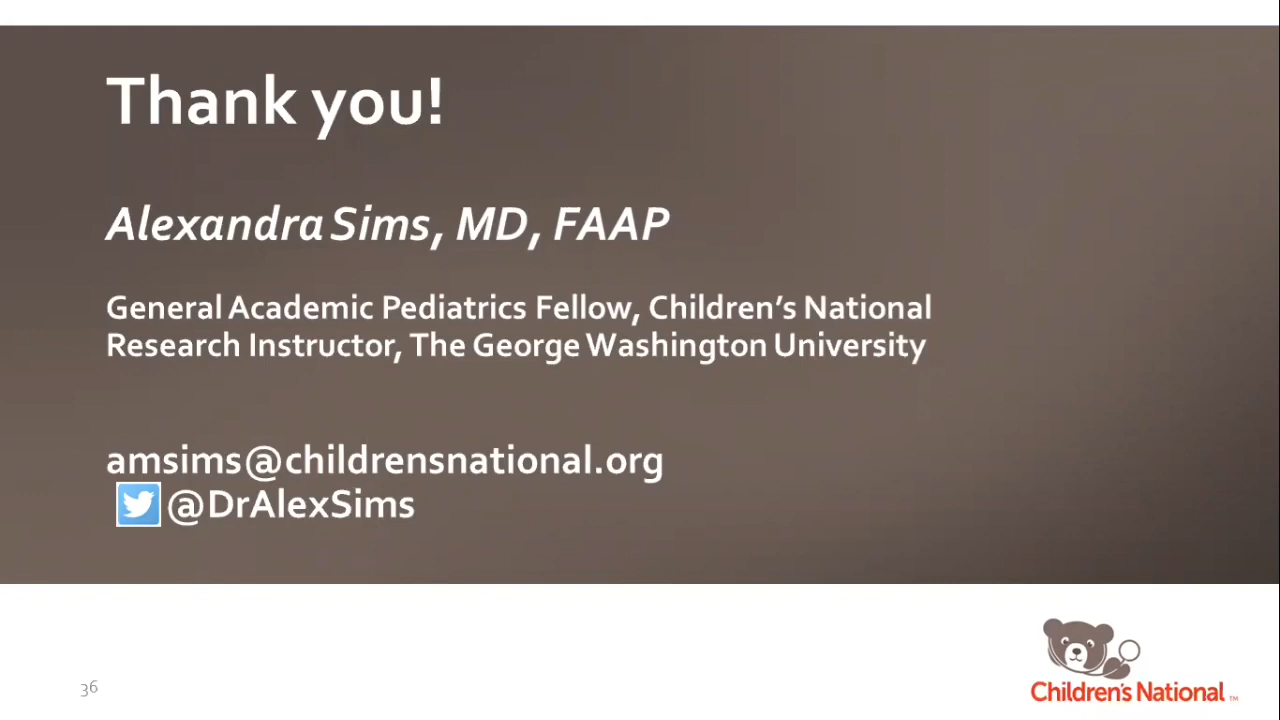 Thank you!
Alexandra Sims, MD, FAAP
General Academic Pediatrics Fellow, Children’s National
Research Instructor, The George Washington University
amsims@childrensnational.org
@DrAlexSims
36
Children's National ™